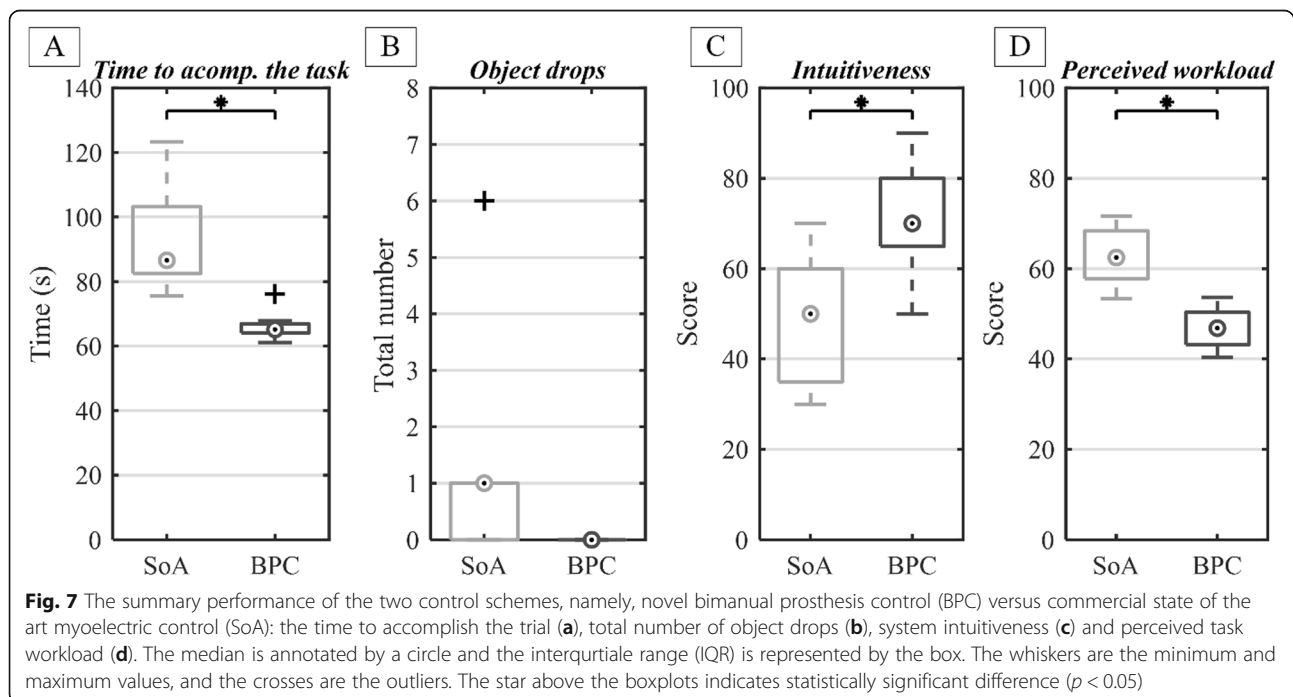 A
Time to acomp. the task
140
120
100
80
60
40
20
0
Time (s)
SoA BPC
B
Object drops
8
7
6
5
4
3
2
1
0
Total number
SoA BPC
C
Intuitiveness
100
80
60
40
20
0
Score
SoA BPC
D
Perceived workload
100
80
60
40
20
0
Score
SoA BPC
Fig. 7 The summary performance of the two control schemes, namely, novel bimanual prosthesis control (BPC) versus commercial state of the
art myoelectric control (SoA): the time to accomplish the trial (a), total number of object drops (b), system intuitiveness (c) and perceived task
workload (d). The median is annotated by a circle and the interqurtiale range (IQR) is represented by the box. The whiskers are the minimum and
maximum values, and the crosses are the outliers. The star above the boxplots indicates statistically significant difference (p < 0.05)